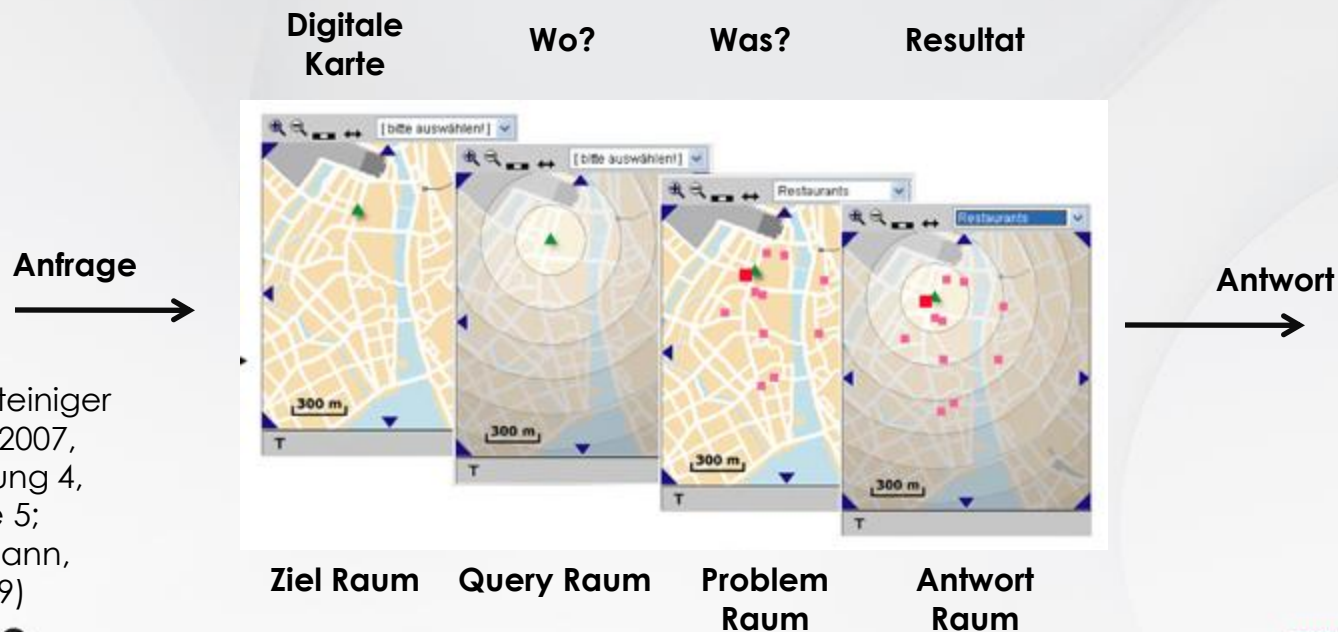 Digitale
Karte
Wo?
Was?
Resultat
Anfrage
[bitte auswählen!]
[bitte auswählen!]
Restaurants
Restaurants
300 m
T
300 m
T
300 m
T
300 m
T
Antwort
teiniger
2007,
ung 4,
e 5;
ann,
9)
Ziel Raum
Query Raum
Problem
Raum
Antwort
Raum